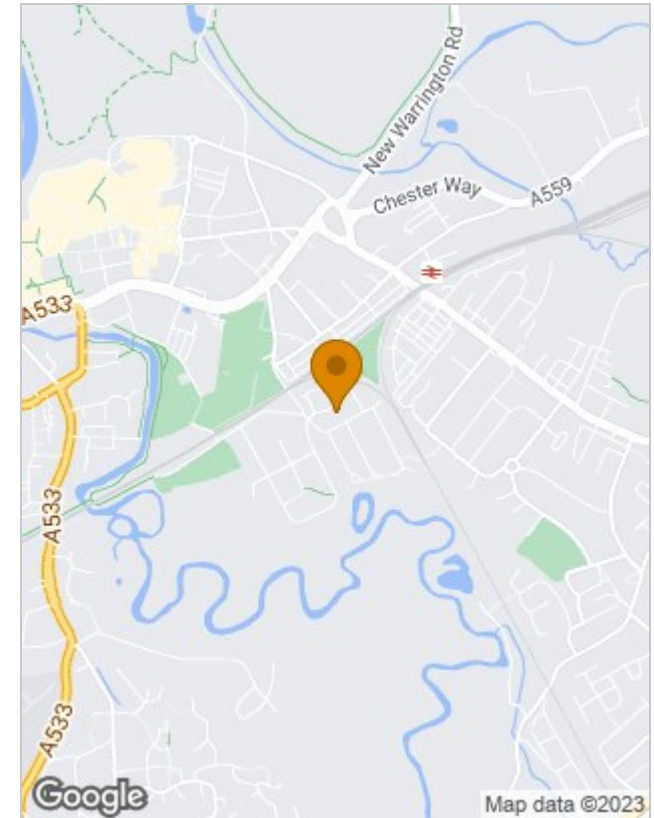 New Warrington Rd
Chester Way
A559
A533
A533
A533
Google
Map data ©2023